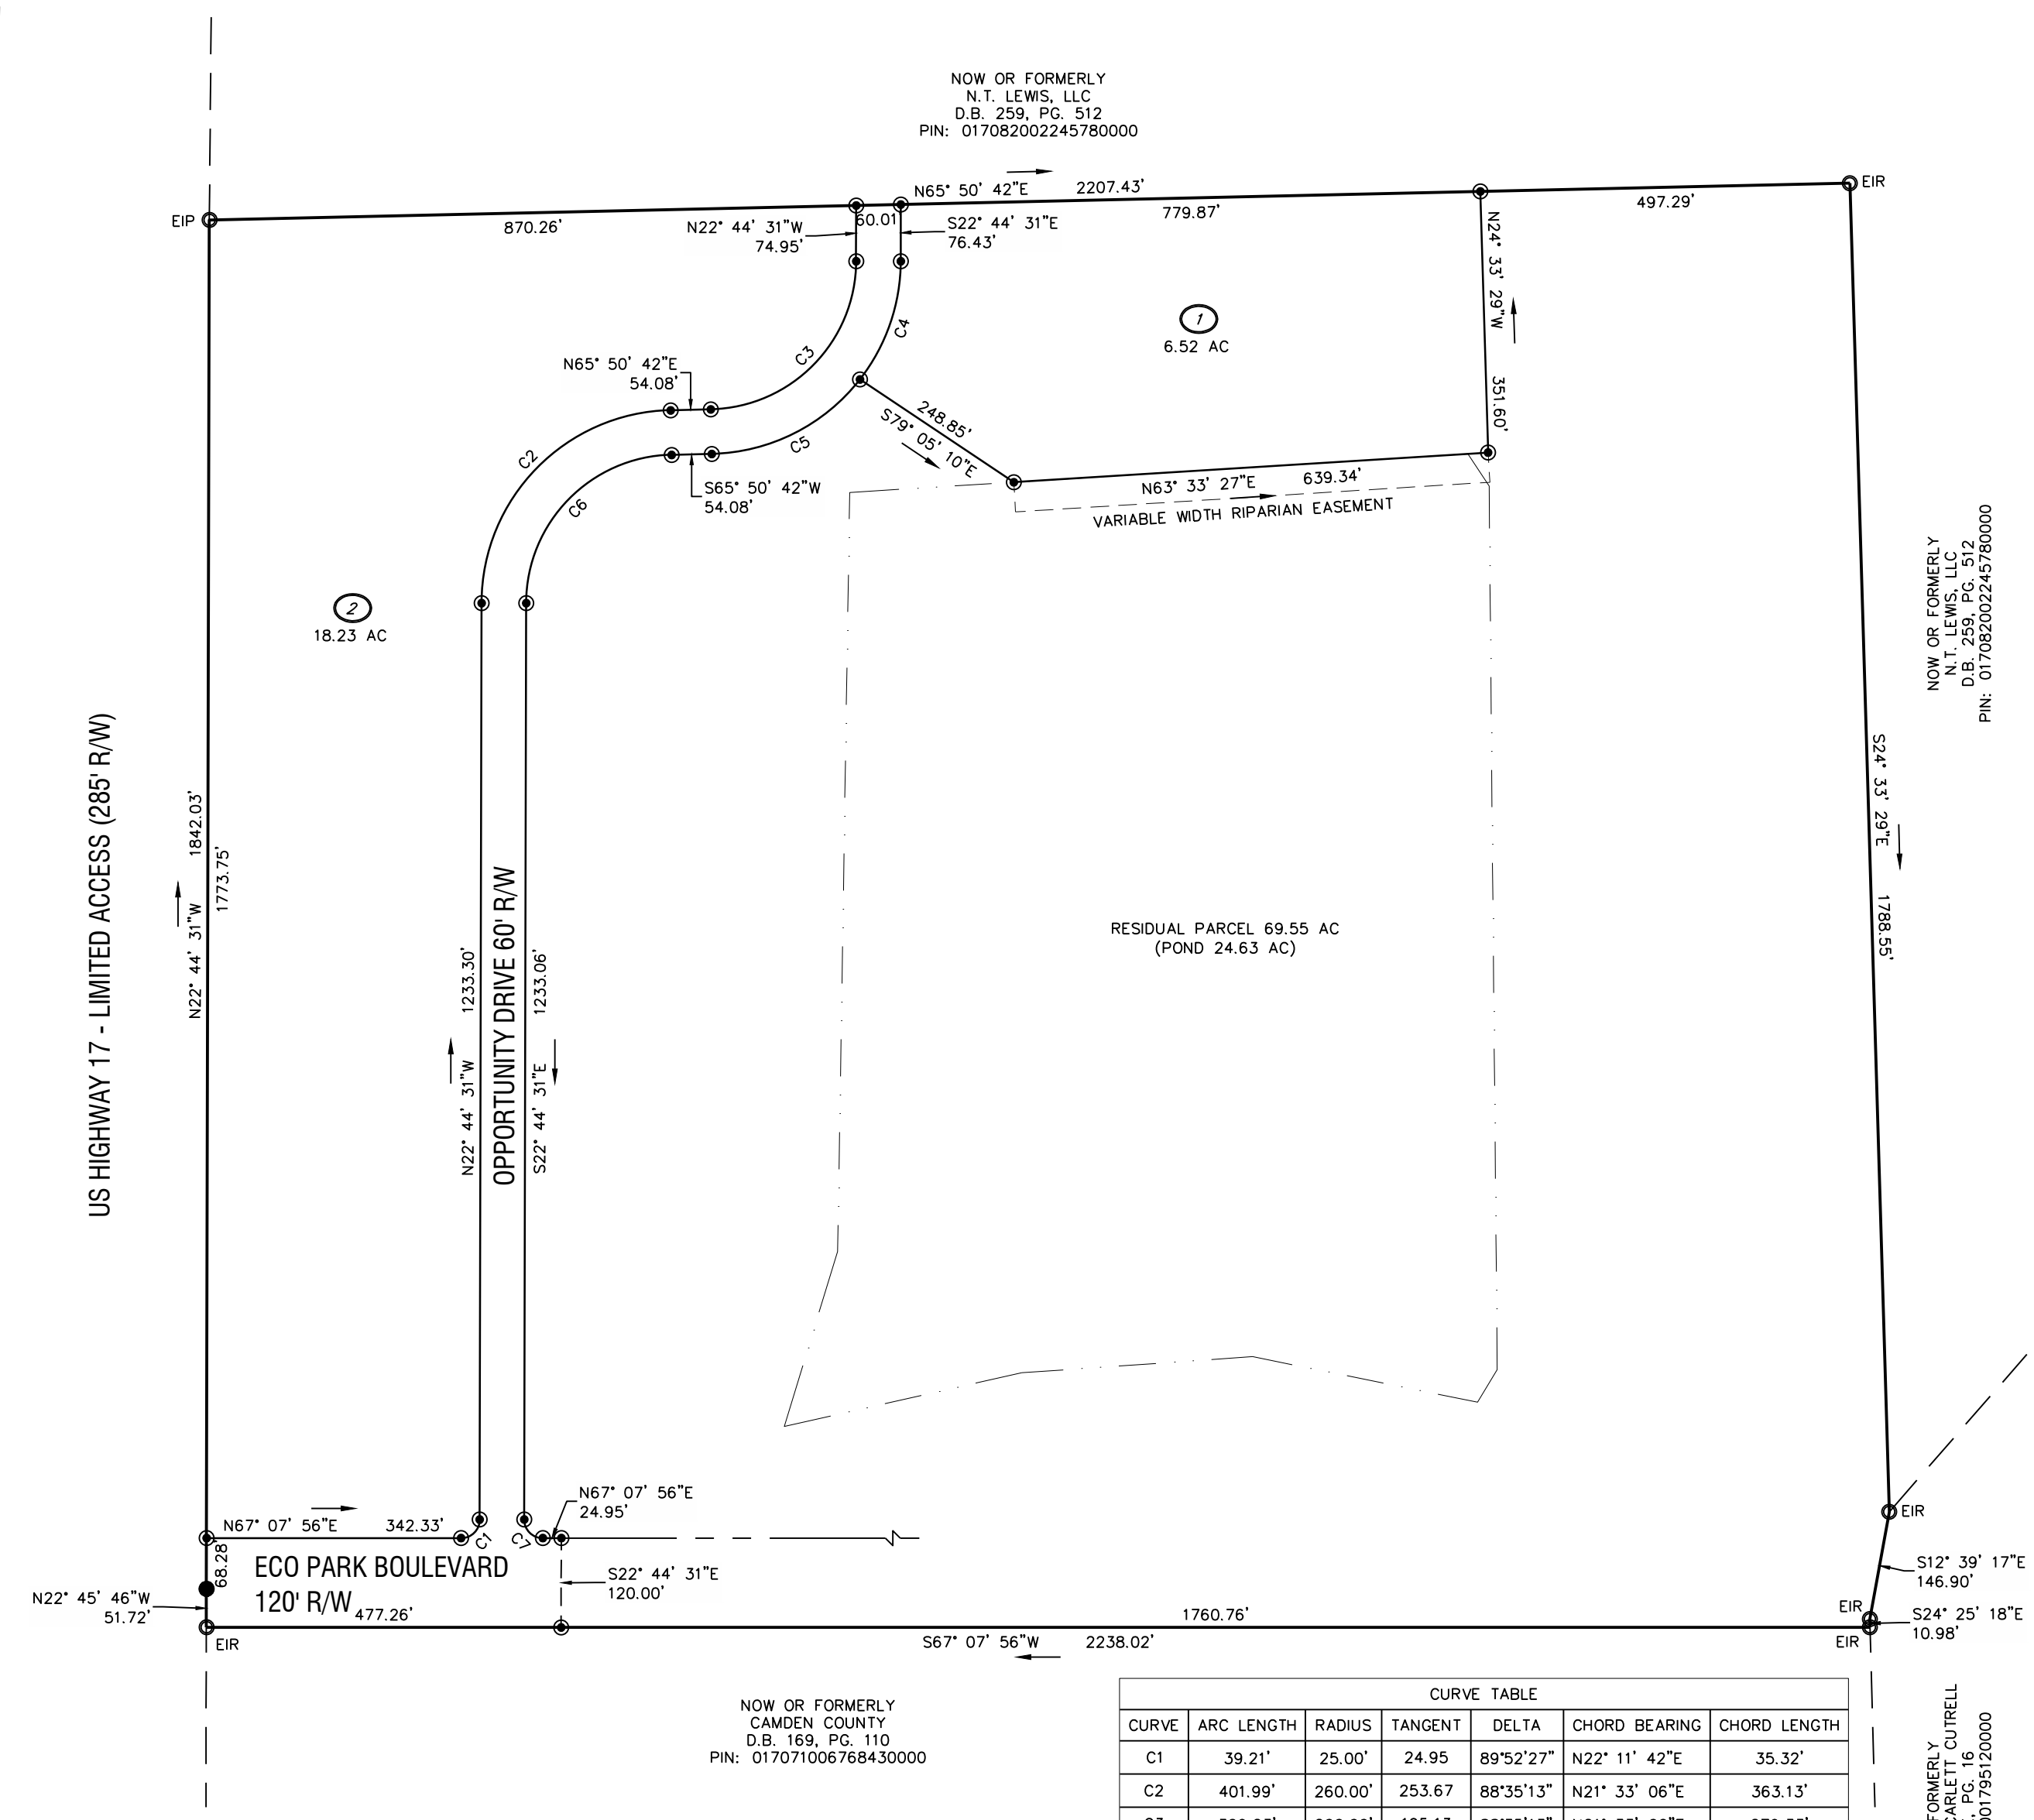 NOW OR FORMERLY
N.T. LEWIS, LLC
D.B. 259, PG. 512
PIN: 017082002245780000
N65° 50' 42"E 2207.43'
EIR
EIP
870.26'
60.01
779.87'
497.29'
N22° 44' 31"W
74.95'
S22° 44' 31"E
76.43'
N24° 33' 29"W 351.60'
C4
1
6.52 AC
C3
N65° 50' 42"E
54.08'
248.85'
S79° 05' 10"E
C5
C2
S65° 50' 42"W
54.08'
C6
N63° 33' 27"E 639.34'
VARIABLE WIDTH RIPARIAN EASEMENT
NOW OR FORMERLY
N.T. LEWIS, LLC
D.B. 259, PG. 512
PIN: 017082002245780000
2
18.23 AC
US HIGHWAY 17 - LIMITED ACCESS (285' R/W)
N22° 44' 31"W 1842.03'
1773.75'
N22° 44' 31"W 1233.30'
OPPORTUNITY DRIVE 60' R/W
S22° 44' 31"E 1233.06'
RESIDUAL PARCEL 69.55 AC
(POND 24.63 AC)
S24° 33' 29"E 1788.55'
N67° 07' 56"E
24.95'
N67° 07' 56"E 342.33'
C1
C7
EIR
68.28'
ECO PARK BOULEVARD
120' R/W
S22° 44' 31"E
120.00'
S12° 39' 17"E
146.90'
N22° 45' 46"W
51.72'
477.26'
1760.76'
EIR
S24° 25' 18"E
10.98'
EIR
EIR
S67° 07' 56"W 2238.02'
NOW OR FORMERLY
CAMDEN COUNTY
D.B. 169, PG. 110
PIN: 017071006768430000
CURVE TABLE
CURVE ARC LENGTH RADIUS TANGENT DELTA CHORD BEARING CHORD LENGTH
C1 39.21' 25.00' 24.95 89°52'27" N22° 11' 42"E 35.32'
C2 401.99' 260.00' 253.67 88°35'13" N21° 33' 06"E 363.13'
FORMERLY
CARLETT CUTRELL
PG. 16
001795120000